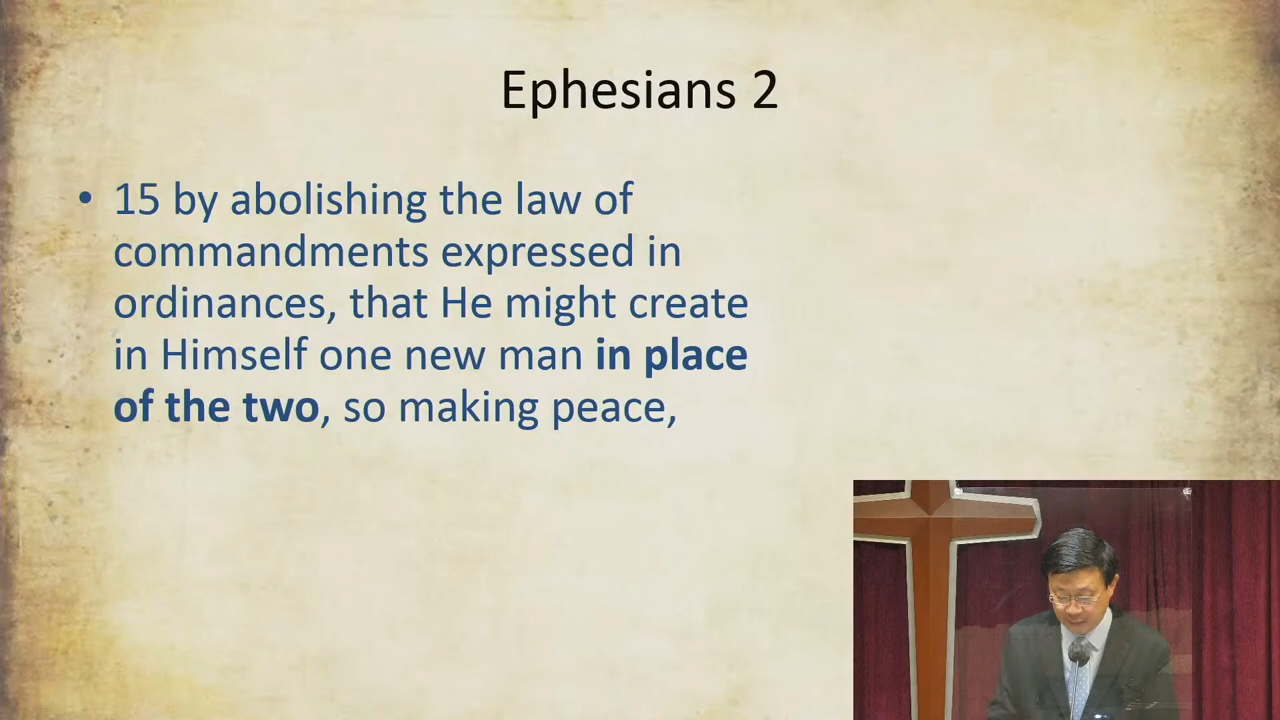 Ephesians 2
• 15 by abolishing the law of
commandments expressed in
ordinances, that He might create
in Himself one new man in place
of the two, so making peace,